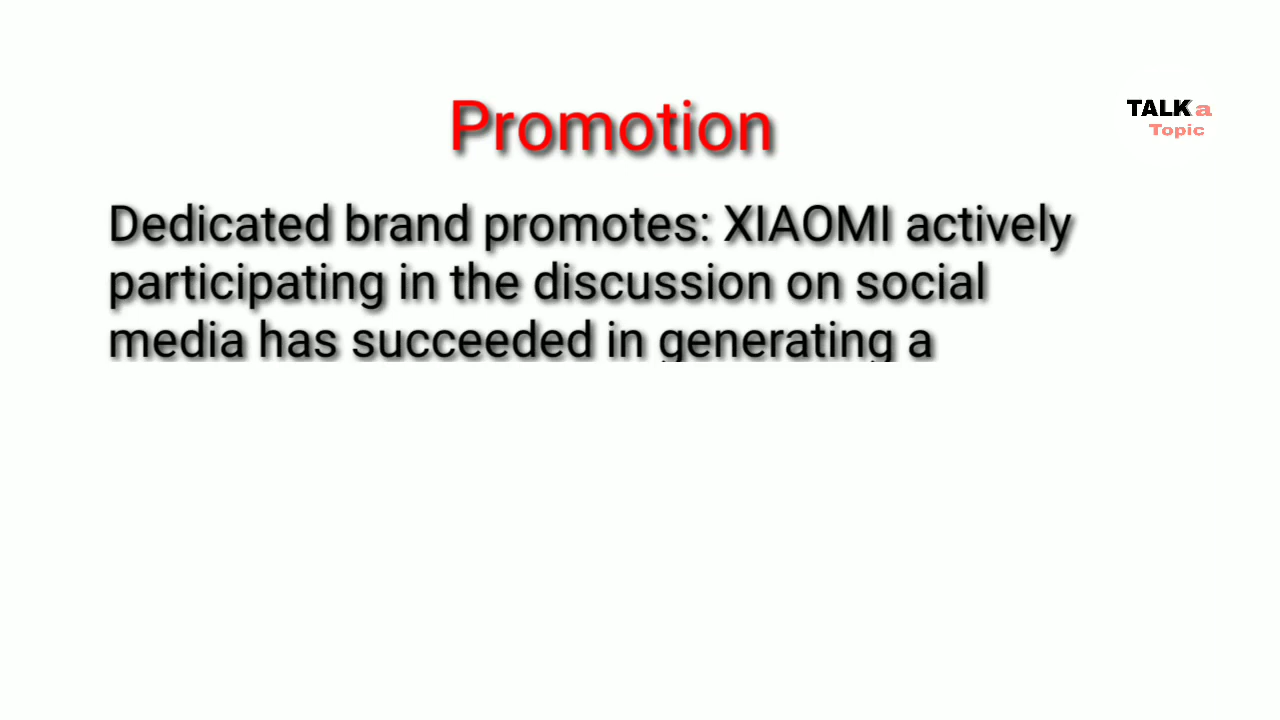 Promotion
TALK a
Topic
Dedicated brand promotes: XIAOMI actively
participating in the discussion on social
media has succeeded in generating a